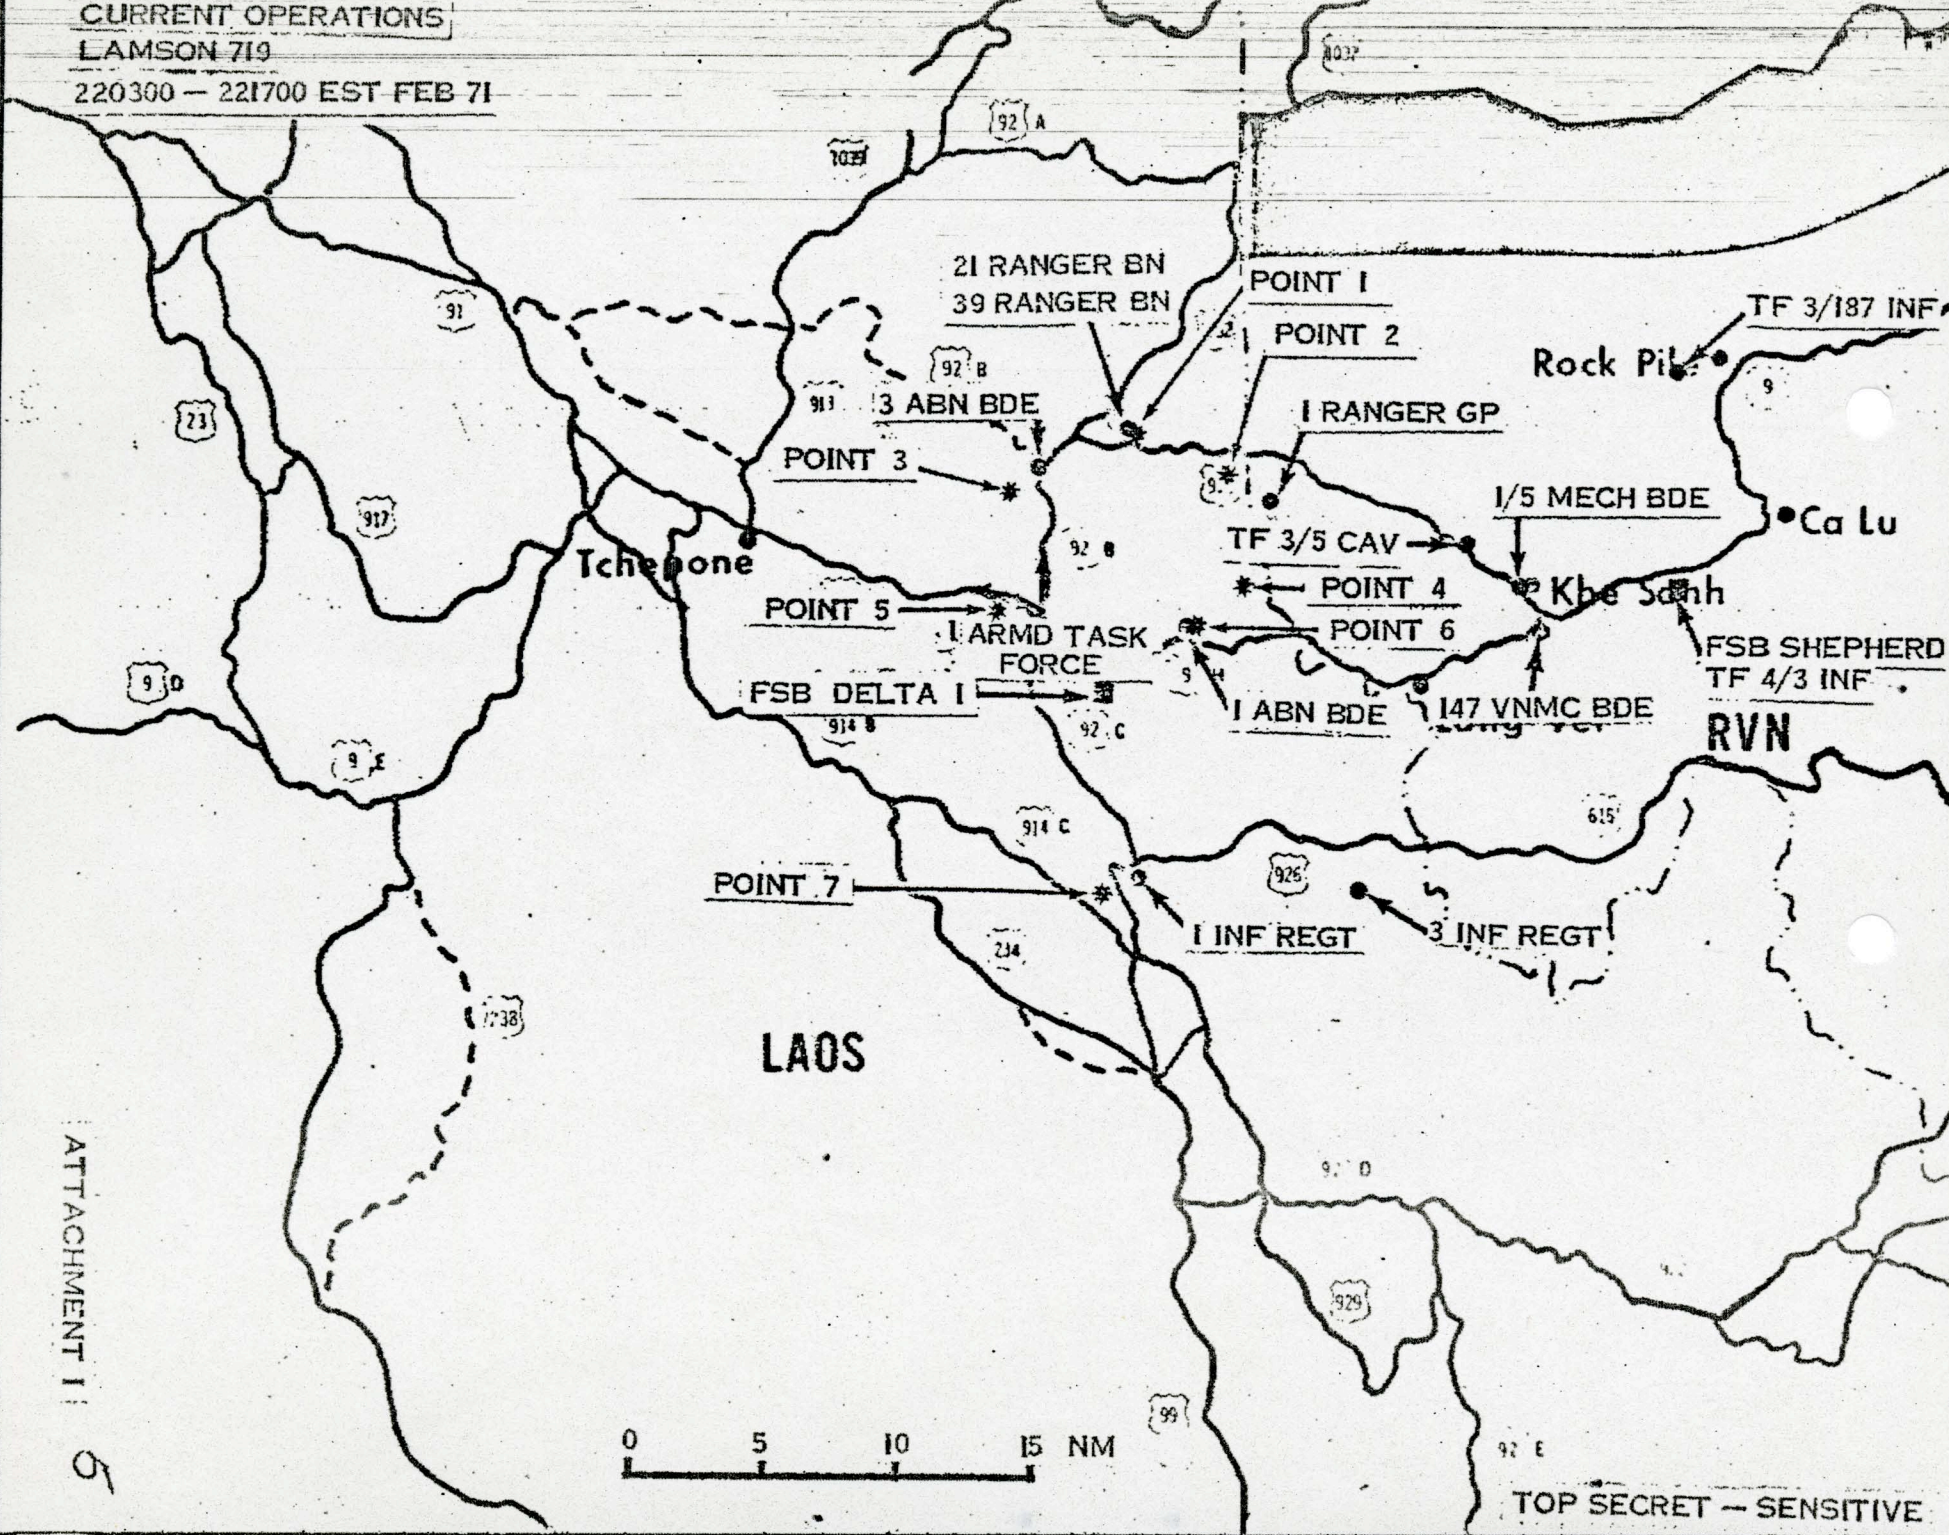 CURRENT OPERATIONS
LAMSON 719
220300 — 221700 EST FEB 71
1032
92 A
1039
21 RANGER BN
39 RANGER BN
POINT 1
TF 3/187 INF
91
POINT 2
Rock Pile
92 B
9
23
913
3 ABN BDE
1 RANGER GP
POINT 3
917
1/5 MECH BDE
Ca Lu
92 B
TF 3/5 CAV
Tchepone
POINT 4
Khe Sanh
POINT 5
1 ARMD TASK
FORCE
POINT 6
FSB SHEPHERD
TF 4/3 INF
9 D
FSB DELTA 1
9 H
1 ABN BDE
147 VNMC BDE
914 B
92 C
RVN
9 E
914 C
616
POINT 7
926
1 INF REGT
3 INF REGT
234
LAOS
ATTACHMENT 1
929
99
0 5 10 15 NM
92 E
TOP SECRET — SENSITIVE